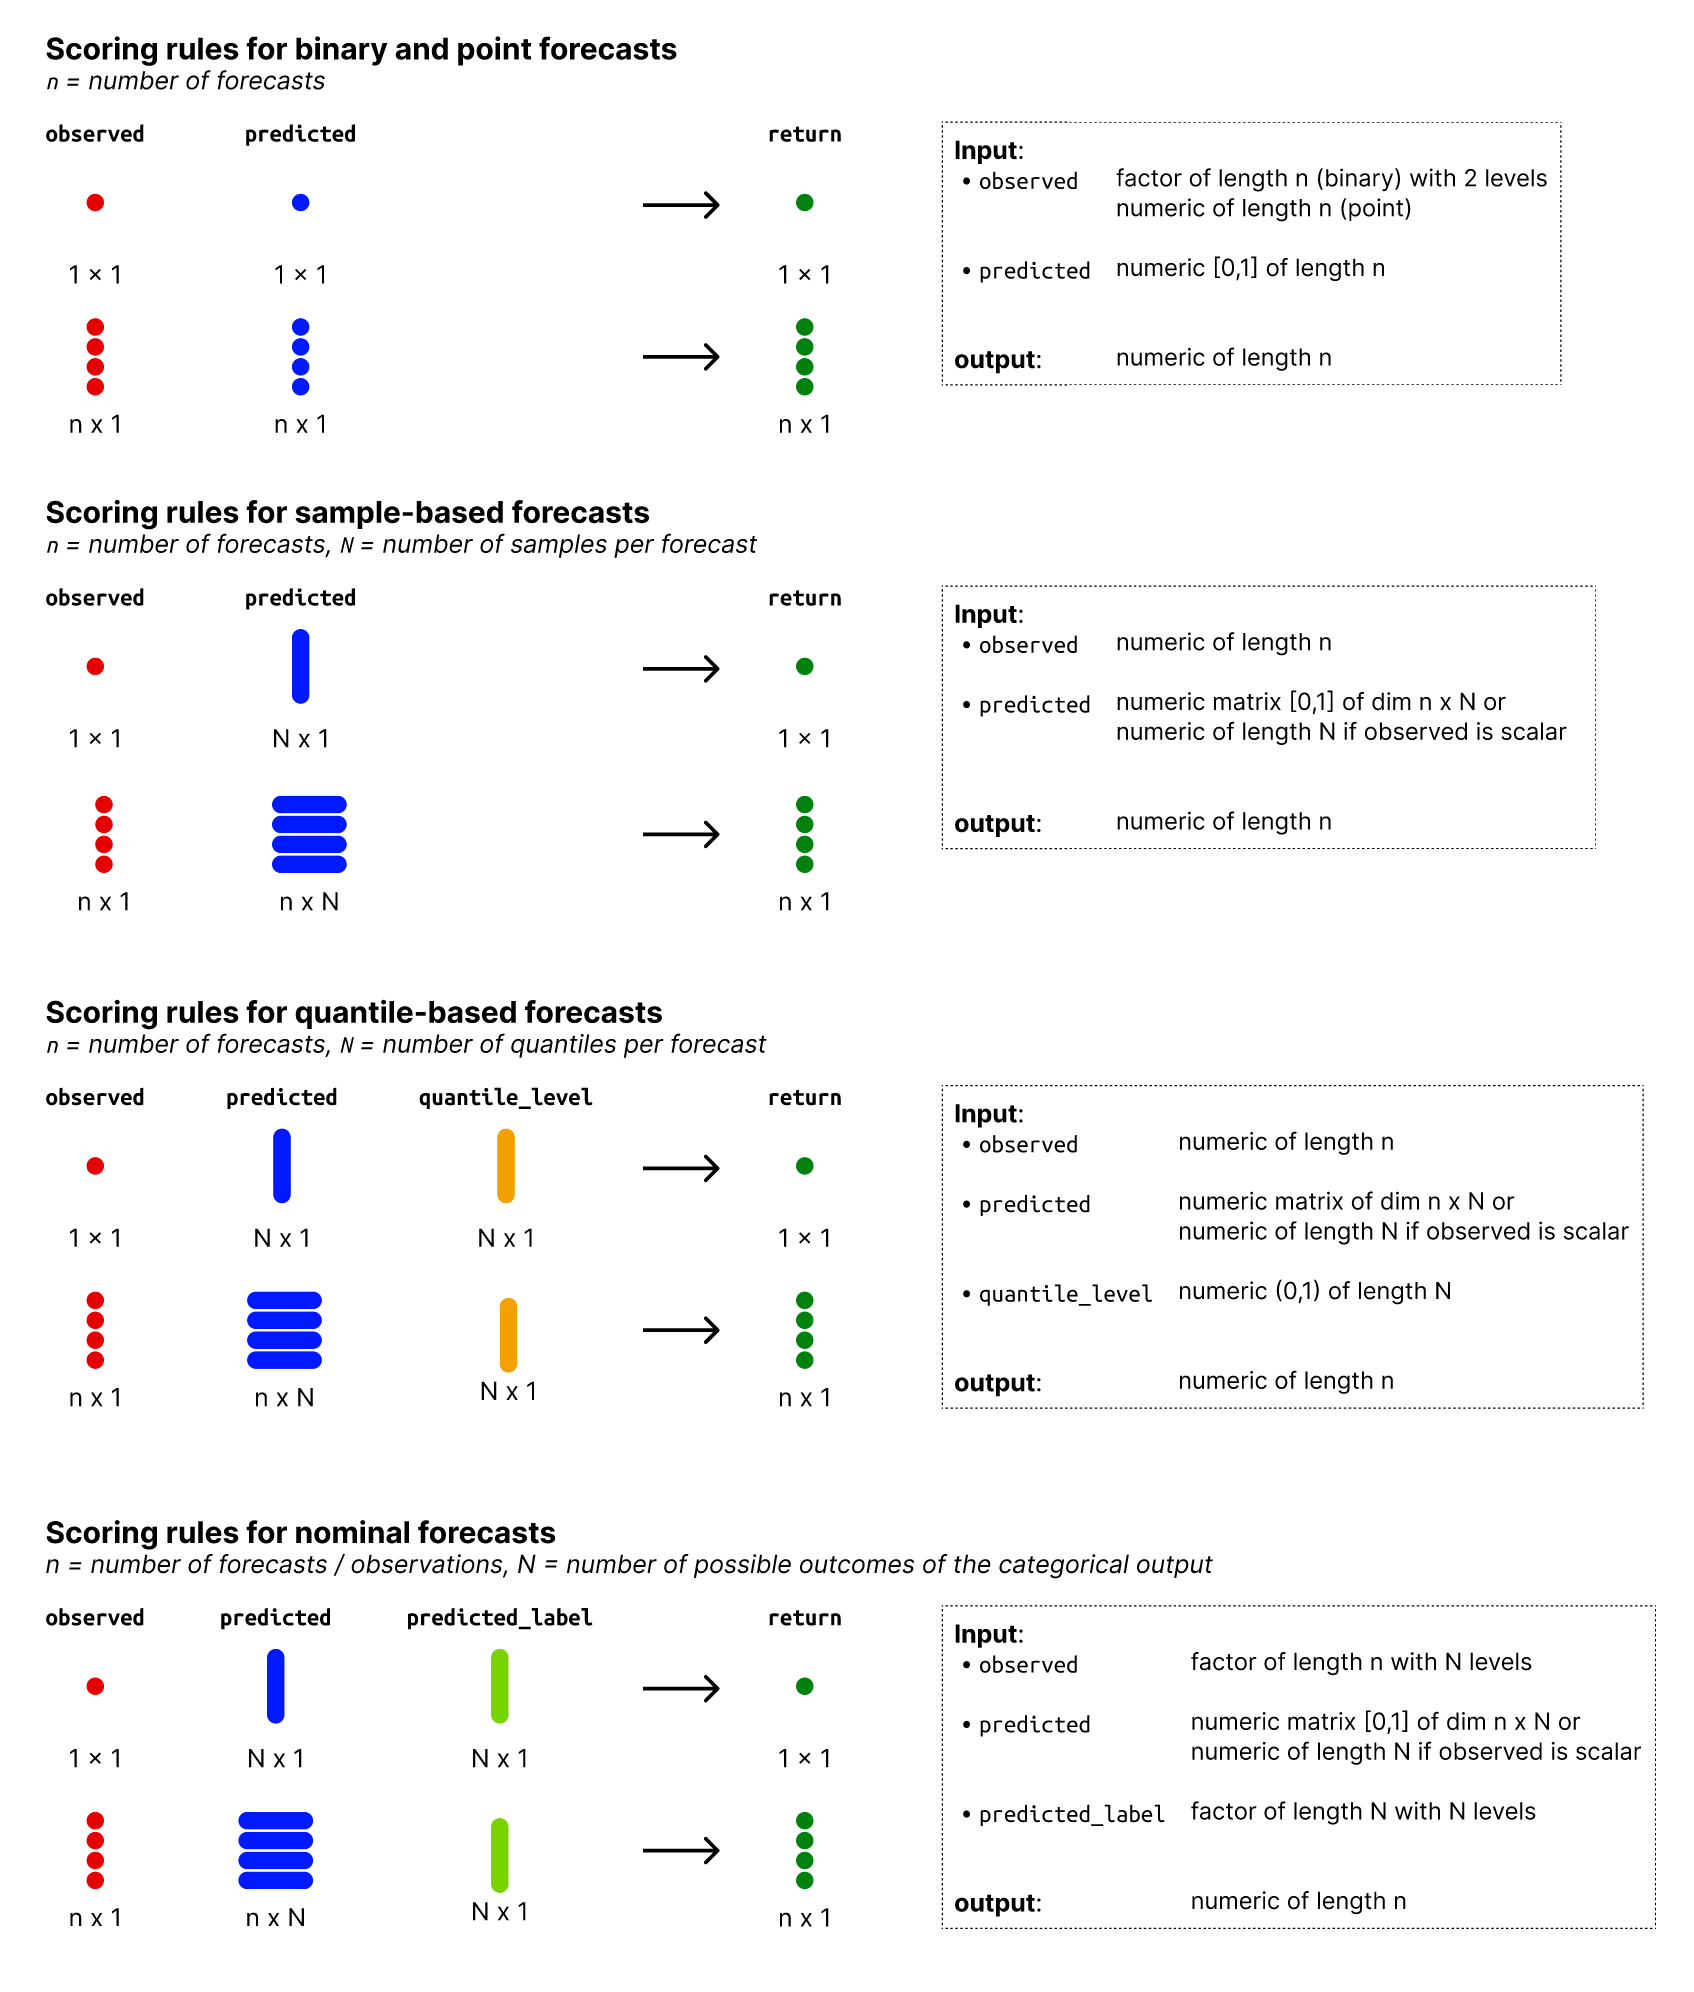 Scoring rules for binary and point forecasts
n = number of forecasts
observed predicted return
1 × 1 1 × 1 1 × 1
n x 1 n x 1 n x 1
Input:
• observed factor of length n (binary) with 2 levels
numeric of length n (point)
• predicted numeric [0,1] of length n
output: numeric of length n
Scoring rules for sample-based forecasts
n = number of forecasts, N = number of samples per forecast
observed predicted return
1 × 1 N x 1 1 × 1
n x 1 n x N n x 1
Input:
• observed numeric of length n
• predicted numeric matrix [0,1] of dim n x N or
numeric of length N if observed is scalar
output: numeric of length n
Scoring rules for quantile-based forecasts
n = number of forecasts, N = number of quantiles per forecast
observed predicted quantile_level return
1 × 1 N x 1 N x 1 1 × 1
n x 1 n x N N x 1 n x 1
Input:
• observed numeric of length n
• predicted numeric matrix of dim n x N or
numeric of length N if observed is scalar
• quantile_level numeric (0,1) of length N
output: numeric of length n
Scoring rules for nominal forecasts
n = number of forecasts / observations, N = number of possible outcomes of the categorical output
observed predicted predicted_label return
1 × 1 N x 1 N x 1 1 × 1
n x 1 n x N N x 1 n x 1
Input:
• observed factor of length n with N levels
• predicted numeric matrix [0,1] of dim n x N or
numeric of length N if observed is scalar
• predicted_label factor of length N with N levels
output: numeric of length n